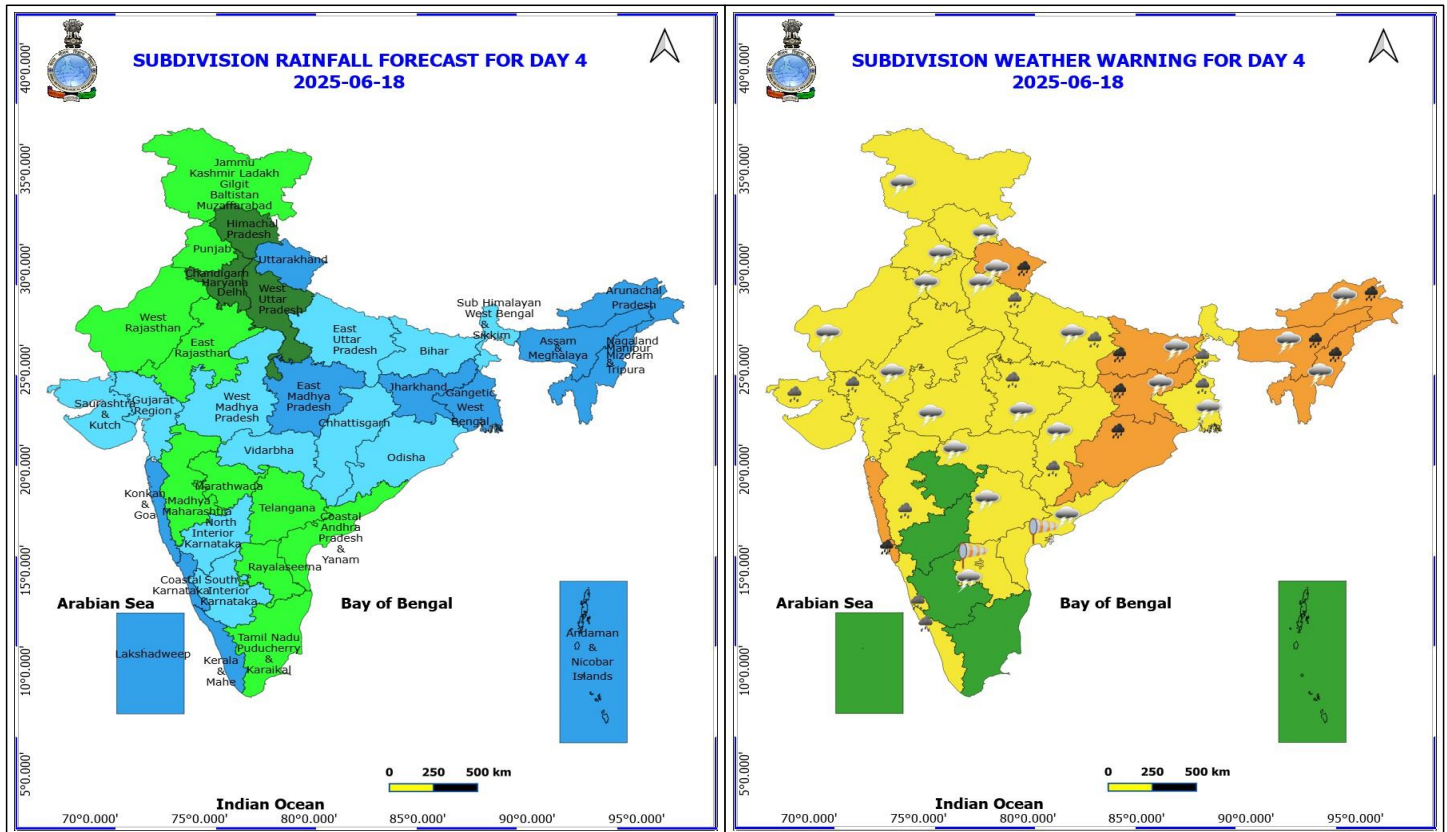 SUBDIVISION RAINFALL FORECAST FOR DAY 4
2025-06-18
40°0.000'
35°0.000'
30°0.000'
25°0.000'
20°0.000'
15°0.000'
10°0.000'
5°0.000'
Jammu
Kashmir Ladakh
Gilgit
Baltistan
Muzaffarabad
Himachal
Pradesh
Punjab
Uttarakhand
Chandigarh
Haryana
Delhi
West
Uttar
Pradesh
Arunachal
Pradesh
Sub Himalayan
West Bengal
&
Sikkim
West
Rajasthan
East
Rajasthan
East
Uttar
Pradesh
Bihar
Assam
&
Meghalaya
Nagaland
Manipur
Mizoram
&
Tripura
Saurashtra
&
Kutch
Gujarat
Region
West
Madhya
Pradesh
East
Madhya
Pradesh
Jharkhand
Gangetic
West
Bengal
Chhattisgarh
Vidarbha
Odisha
Konkan
&
Goa
Madhya
Maharashtra
Marathwada
Telangana
North
Interior
Karnataka
Coastal
Andhra
Pradesh
&
Yanam
Rayalaseema
Coastal
Karnataka
South
Interior
Karnataka
Arabian Sea
Bay of Bengal
Lakshadweep
Kerala
&
Mahe
Tamil Nadu
Puducherry
&
Karaikal
Andaman
&
Nicobar
Islands
0 250 500 km
Indian Ocean
70°0.000' 75°0.000' 80°0.000' 85°0.000' 90°0.000' 95°0.000'
SUBDIVISION WEATHER WARNING FOR DAY 4
2025-06-18
40°0.000'
35°0.000'
30°0.000'
25°0.000'
20°0.000'
15°0.000'
10°0.000'
5°0.000'
Arabian Sea
Bay of Bengal
0 250 500 km
Indian Ocean
70°0.000' 75°0.000' 80°0.000' 85°0.000' 90°0.000' 95°0.000'